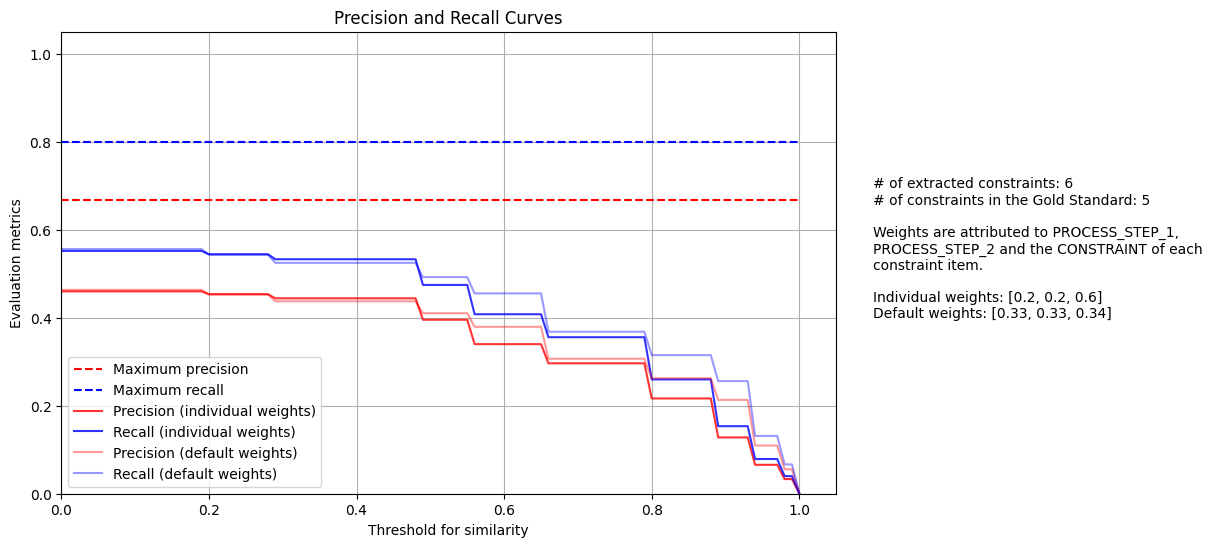 Precision and Recall Curves
Evaluation metrics
1.0
0.8
0.6
0.4
0.2
0.0
0.0 0.2 0.4 0.6 0.8 1.0
Threshold for similarity
Maximum precision
Maximum recall
Precision (individual weights)
Recall (individual weights)
Precision (default weights)
Recall (default weights)
# of extracted constraints: 6
# of constraints in the Gold Standard: 5
Weights are attributed to PROCESS_STEP_1,
PROCESS_STEP_2 and the CONSTRAINT of each
constraint item.
Individual weights: [0.2, 0.2, 0.6]
Default weights: [0.33, 0.33, 0.34]